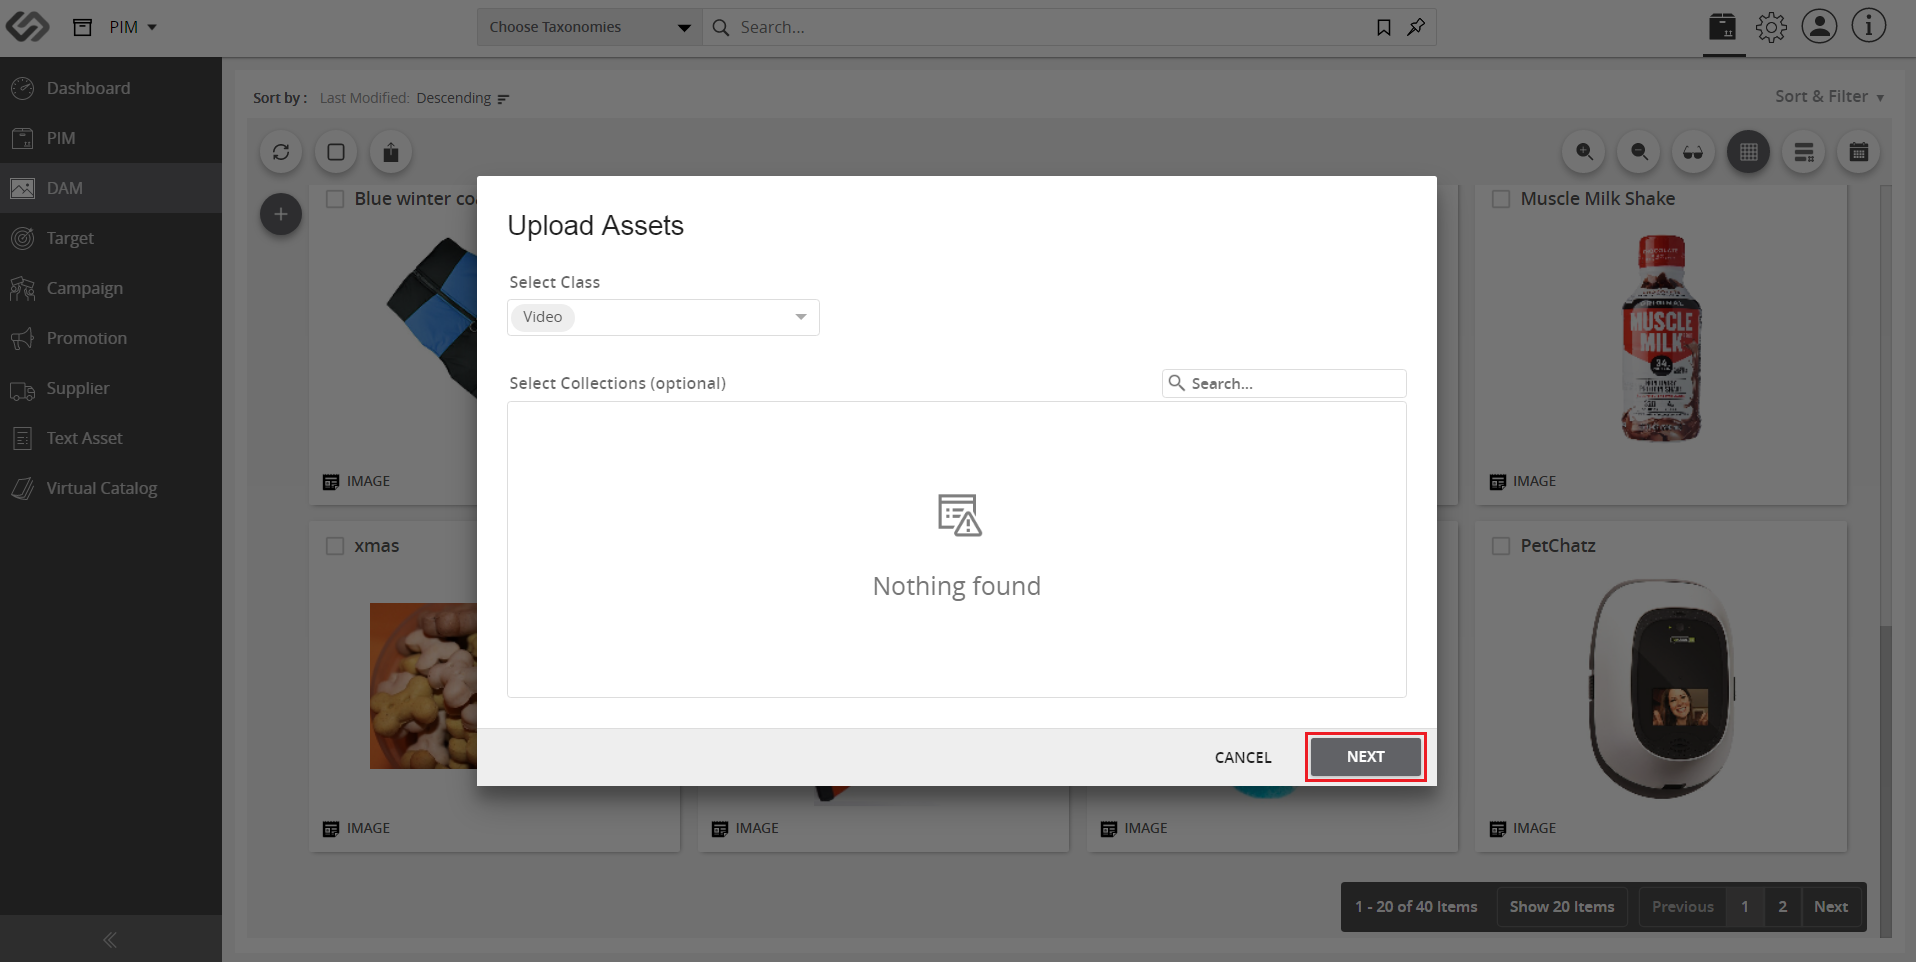 PIM
Choose Taxonomies
Search...
Dashboard
PIM
DAM
Target
Campaign
Promotion
Supplier
Text Asset
Virtual Catalog
Sort by : Last Modified: Descending
Sort & Filter
Blue winter co
Muscle Milk Shake
MUSCLE
MILK
34
IMAGE
IMAGE
xmas
PetChatz
IMAGE
IMAGE
IMAGE
IMAGE
Upload Assets
Select Class
Video
Select Collections (optional)
Search...
Nothing found
CANCEL
NEXT
1 - 20 of 40 Items
Show 20 Items
Previous
1
2
Next